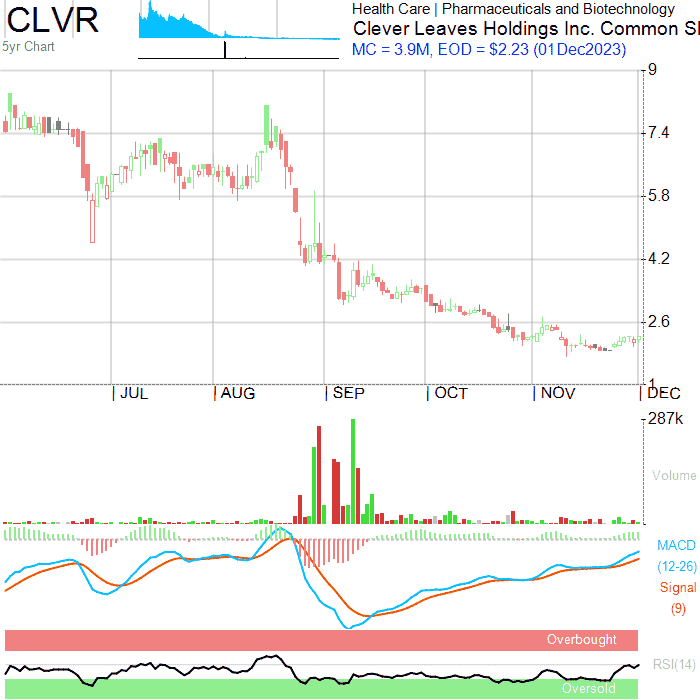 CLVR
Health Care | Pharmaceuticals and Biotechnology
Clever Leaves Holdings Inc. Common S
5yr Chart
MC = 3.9M, EOD = $2.23 (01Dec2023)
9
7.4
5.8
4.2
2.6
1
JUL AUG SEP OCT NOV DEC
287k
Volume
MACD
(12-26)
Signal
(9)
Overbought
RSI(14)
Oversold